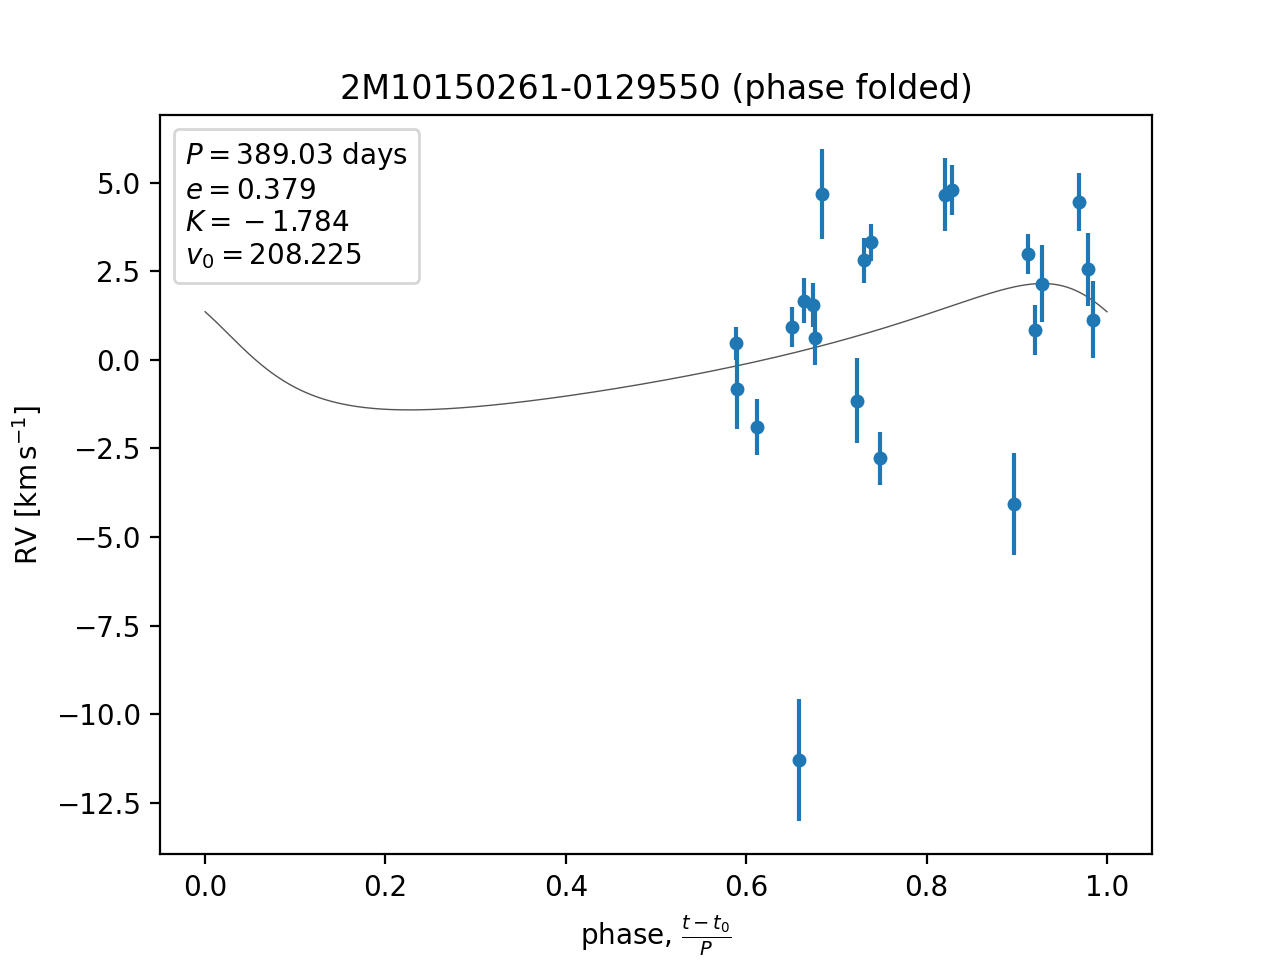 2M10150261-0129550 (phase folded)
P = 389.03 days
e = 0.379
K = −1.784
v₀ = 208.225
5.0
2.5
0.0
−2.5
−5.0
−7.5
−10.0
−12.5
RV [km s⁻¹]
0.0 0.2 0.4 0.6 0.8 1.0
phase, (t − t₀)/P